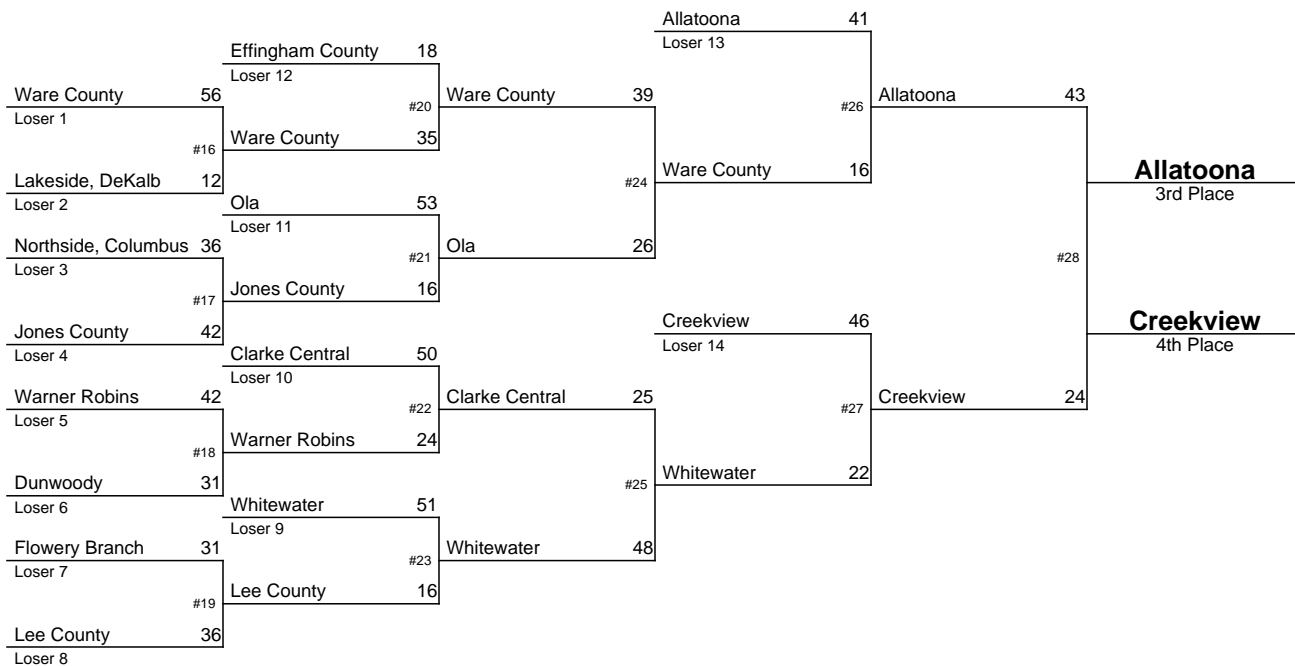 Allatoona 41
Loser 13
Effingham County 18
Loser 12
Ware County 56
Loser 1
#20
Ware County 39
#26
Allatoona 43
#16
Ware County 35
Lakeside, DeKalb 12
Loser 2
#24
Ware County 16
Allatoona
3rd Place
Ola 53
Loser 11
Northside, Columbus 36
Loser 3
#21
Ola 26
#28
#17
Jones County 16
Jones County 42
Loser 4
Creekview 46
Loser 14
Creekview
4th Place
Clarke Central 50
Loser 10
Warner Robins 42
Loser 5
#22
Clarke Central 25
#27
Creekview 24
#18
Warner Robins 24
Dunwoody 31
Loser 6
#25
Whitewater 22
Whitewater 51
Loser 9
Flowery Branch 31
Loser 7
#23
Whitewater 48
#19
Lee County 16
Lee County 36
Loser 8